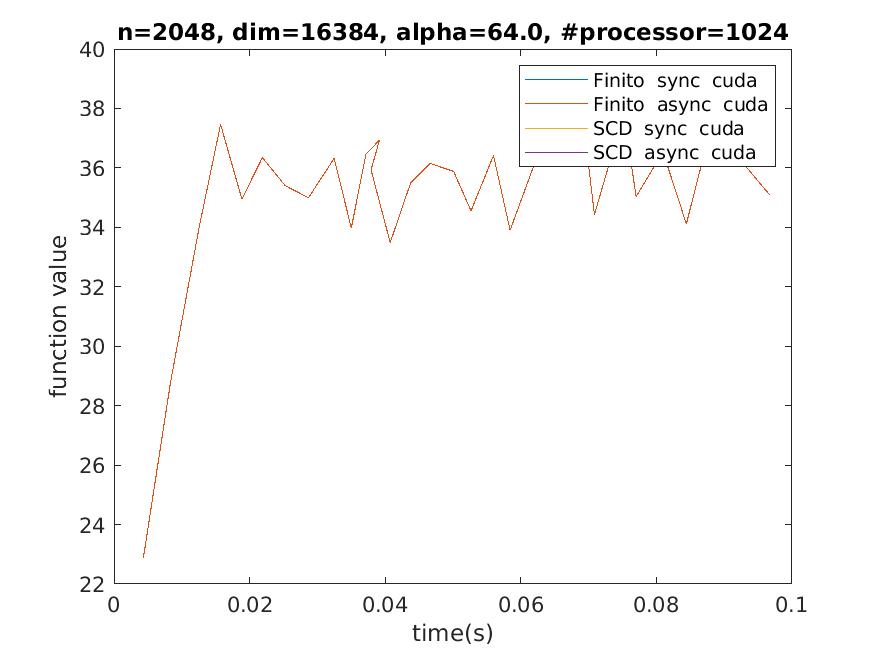 n=2048, dim=16384, alpha=64.0, #processor=1024
40
38
36
34
32
30
28
26
24
22
function value
Finito sync cuda
Finito async cuda
SCD sync cuda
SCD async cuda
0 0.02 0.04 0.06 0.08 0.1
time(s)